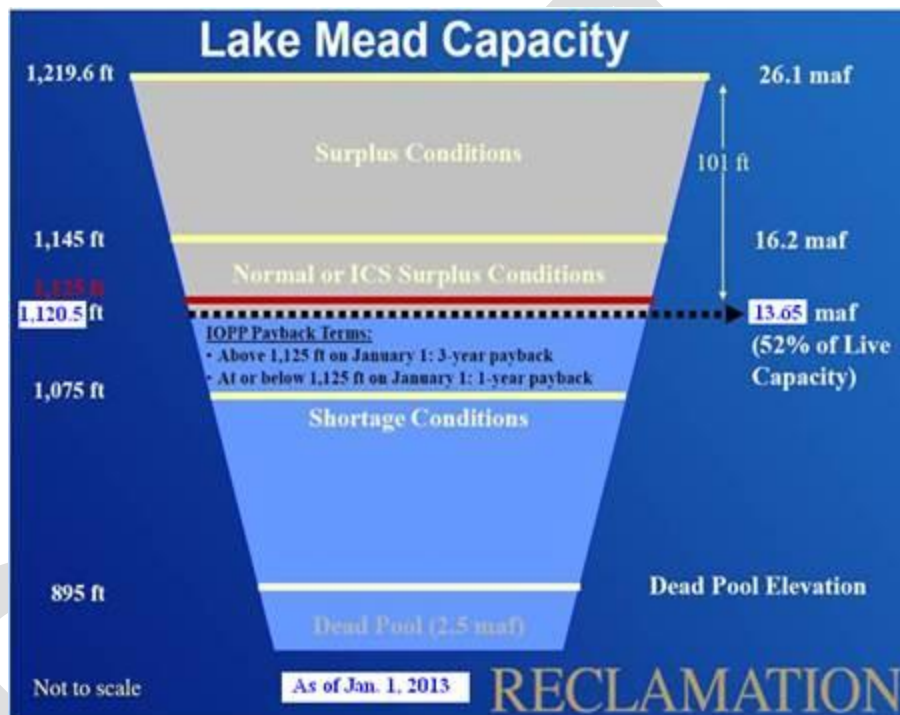 Lake Mead Capacity
1,219.6 ft
26.1 maf
Surplus Conditions
101 ft
1,145 ft
16.2 maf
Normal or ICS Surplus Conditions
1,125 ft
1,120.5 ft
13.65 maf
(52% of Live
Capacity)
IOPP Payback Terms:
• Above 1,125 ft on January 1: 3-year payback
• At or below 1,125 ft on January 1: 1-year payback
1,075 ft
Shortage Conditions
895 ft
Dead Pool Elevation
Dead Pool (2.5 maf)
Not to scale
As of Jan. 1, 2013
RECLAMATION